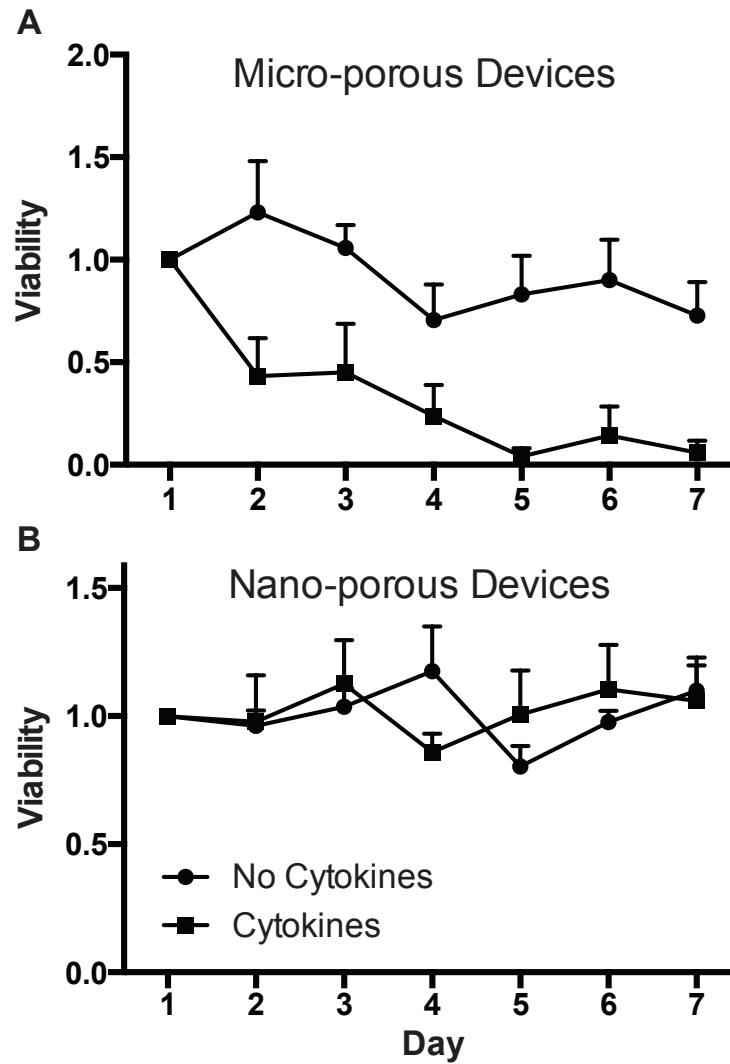 A
Micro-porous Devices
2.0
1.5
1.0
0.5
0.0
Viability
1 2 3 4 5 6 7
B
Nano-porous Devices
1.5
1.0
0.5
0.0
Viability
No Cytokines
Cytokines
1 2 3 4 5 6 7
Day